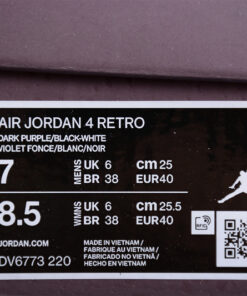 AIR JORDAN 4 RETRO
DARK PURPLE/BLACK-WHITE
VIOLET FONCE/BLANC/NOIR
7 MENS UK 6 cm 25
BR 38 EUR 40
8.5 WMNS UK 6 cm 25.5
BR 38 EUR 40
JORDAN.COM
DV6773 220
MADE IN VIETNAM /
FABRIQUÉ AU VIETNAM /
FABRICADO NO VIETNÃ /
HECHO EN VIETNAM